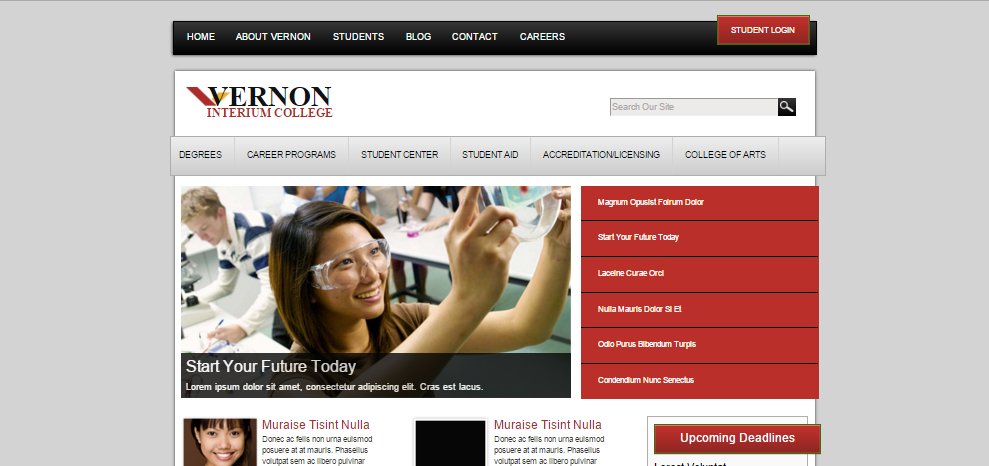 HOME ABOUT VERNON STUDENTS BLOG CONTACT CAREERS STUDENT LOGIN
VERNON
INTERIUM COLLEGE
Search Our Site
DEGREES CAREER PROGRAMS STUDENT CENTER STUDENT AID ACCREDITATION/LICENSING COLLEGE OF ARTS
Magnum Opusist Foirum Dolor
Start Your Future Today
Laceine Curae Orci
Nulla Mauris Dolor Si Et
Odio Purus Bibendum Turpis
Condendium Nunc Senectus
Start Your Future Today
Lorem ipsum dolor sit amet, consectetur adipiscing elit. Cras est lacus.
Muraise Tisint Nulla
Donec ac felis non urna euismod
posuere at at mauris. Phasellus
volutpat sem ac libero pulvinar
Muraise Tisint Nulla
Donec ac felis non urna euismod
posuere at at mauris. Phasellus
volutpat sem ac libero pulvinar
Upcoming Deadlines